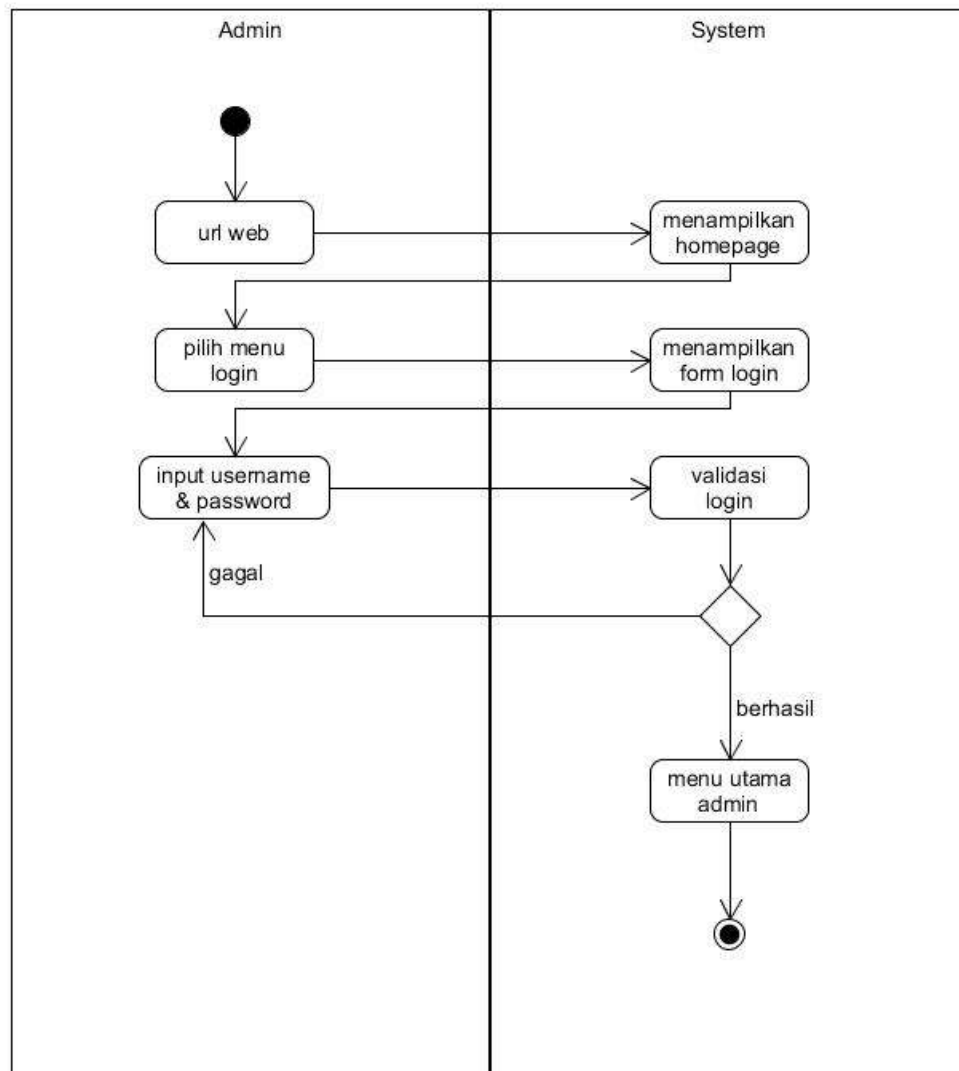 Admin
System
url web
menampilkan
homepage
pilih menu
login
menampilkan
form login
input username
& password
validasi
login
gagal
berhasil
menu utama
admin